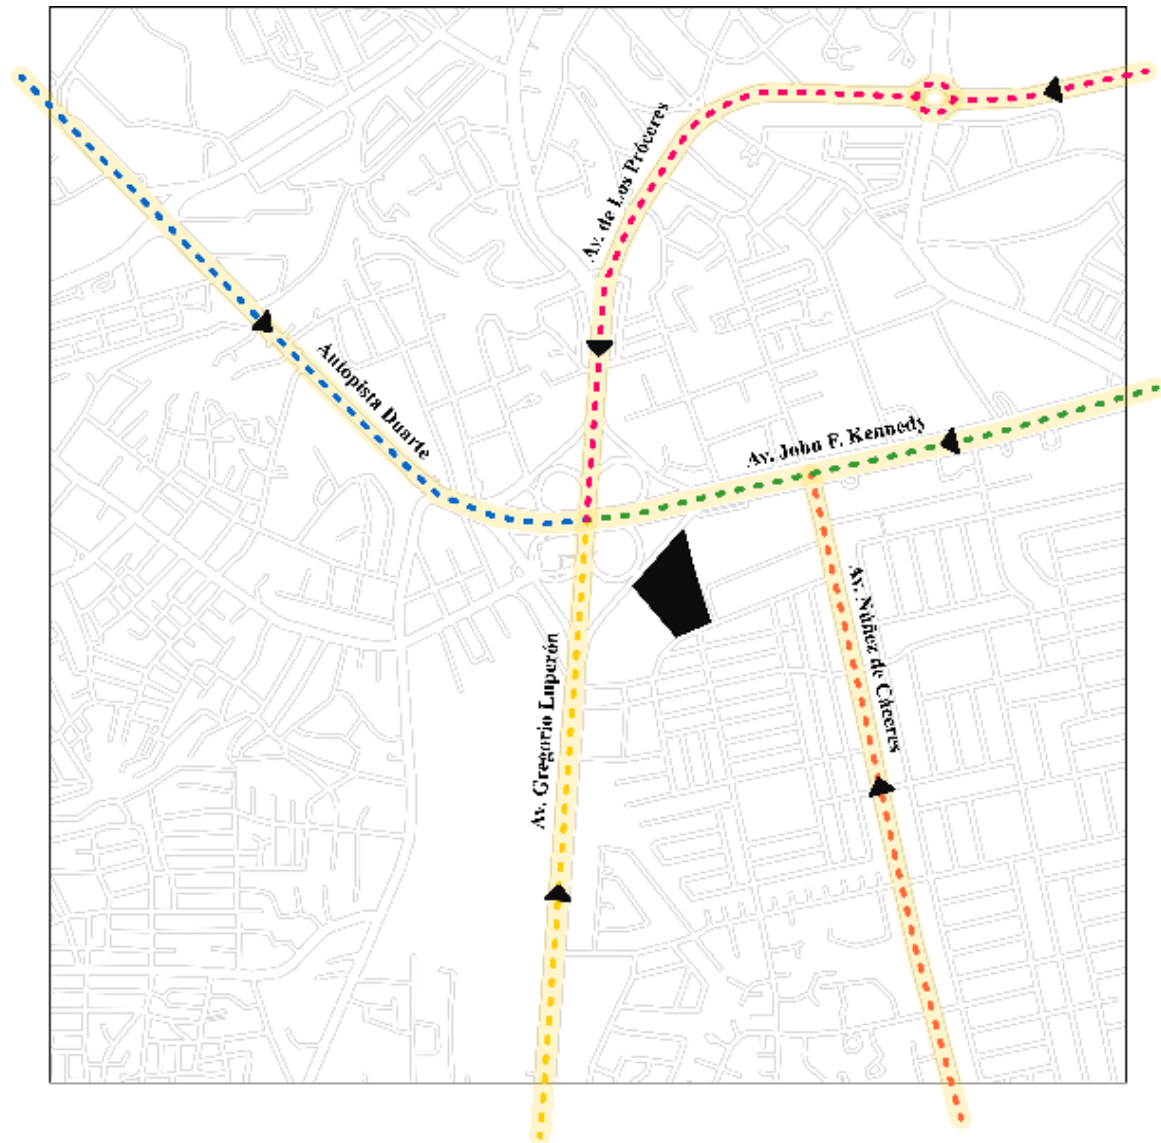 Av. de Los Próceres
Autopista Duarte
Av. John F. Kennedy
Av. Núñez de Cáceres
Av. Gregorio Luperón